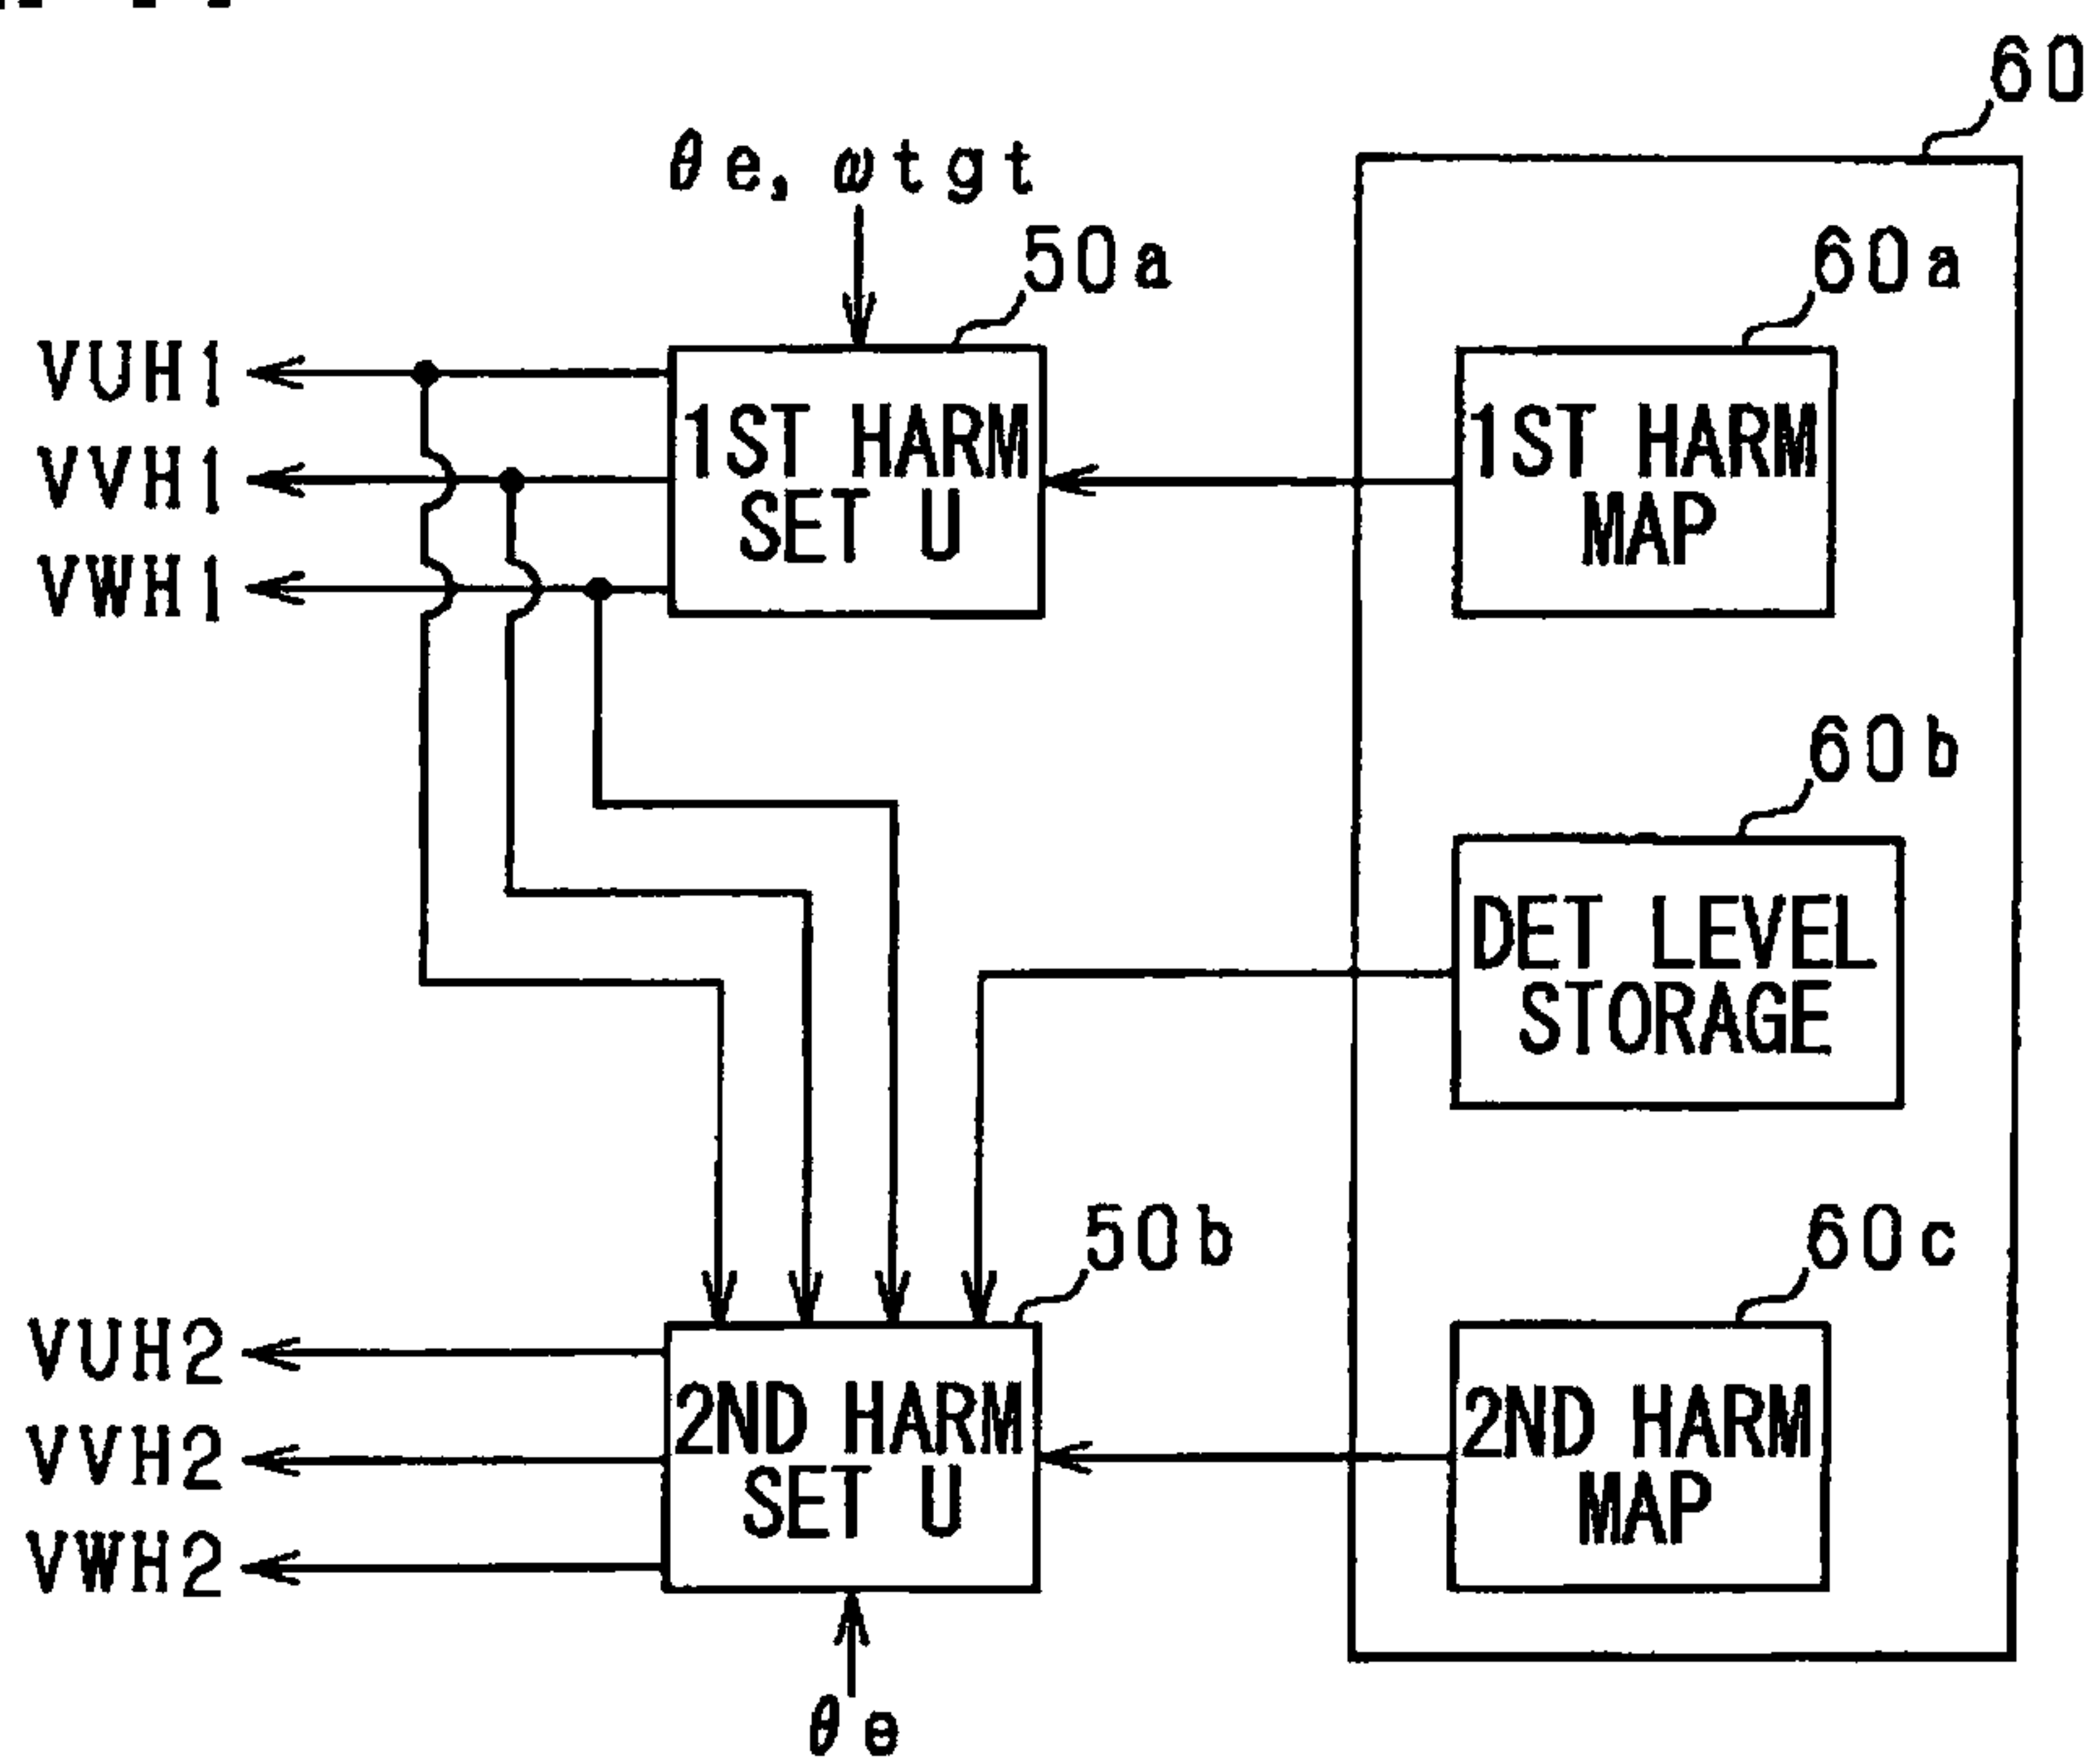 60
θe, ωtgt
50a
60a
VUH1
VVH1
VWH1
1ST HARM
SET U
1ST HARM
MAP
60b
DET LEVEL
STORAGE
50b
60c
VUH2
VVH2
VWH2
2ND HARM
SET U
2ND HARM
MAP
θe